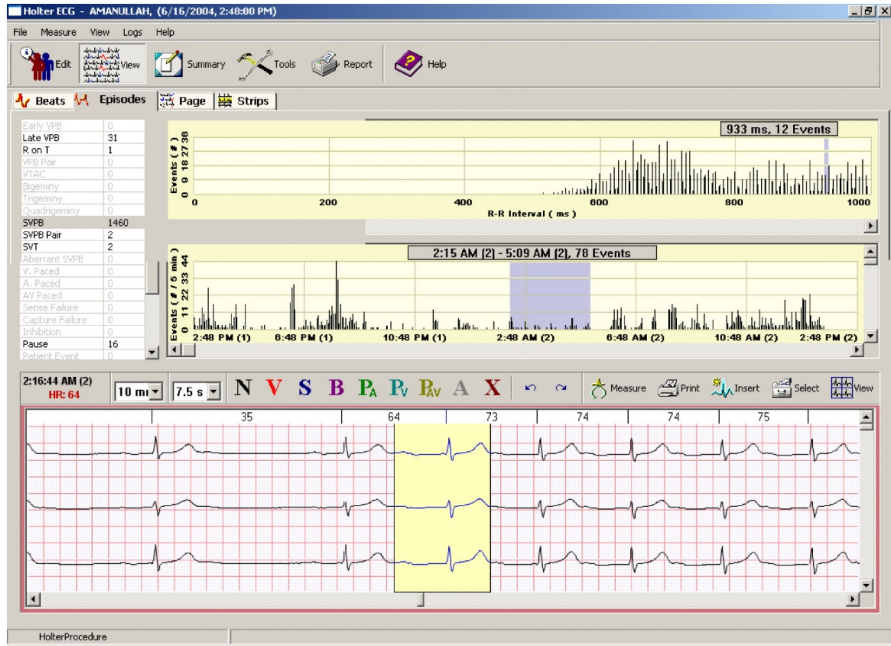 Holter ECG - AMANULLAH, (6/16/2004, 2:48:00 PM)
File Measure View Logs Help
Edit View Summary Tools Report Help
Beats Episodes Page Strips
Early VPB 0
Late VPB 31
R on T 1
VPB Pair 0
VTAC 0
Bigeminy 0
Trigeminy 0
Quadrigeminy 0
SVPB 1460
SVPB Pair 2
SVT 2
Aberrant SVPB 0
V. Paced 0
A. Paced 0
AV Paced 0
Sense Failure 0
Capture Failure 0
Inhibition 0
Pause 16
Patient Event 0
933 ms, 12 Events
Events ( # )
0 9 18 27 36
0 200 400 600 800 1000
R-R Interval ( ms )
2:15 AM (2) - 5:09 AM (2), 78 Events
Events ( # / 5 min )
0 11 22 33 44
2:48 PM (1) 6:48 PM (1) 10:48 PM (1) 2:48 AM (2) 6:48 AM (2) 10:48 AM (2) 2:48 PM (2)
2:16:44 AM (2)
HR: 64
10 m 7.5 s N V S B PA PV PAV A X Measure Print Insert Select View
35 64 73 74 74 75
HolterProcedure